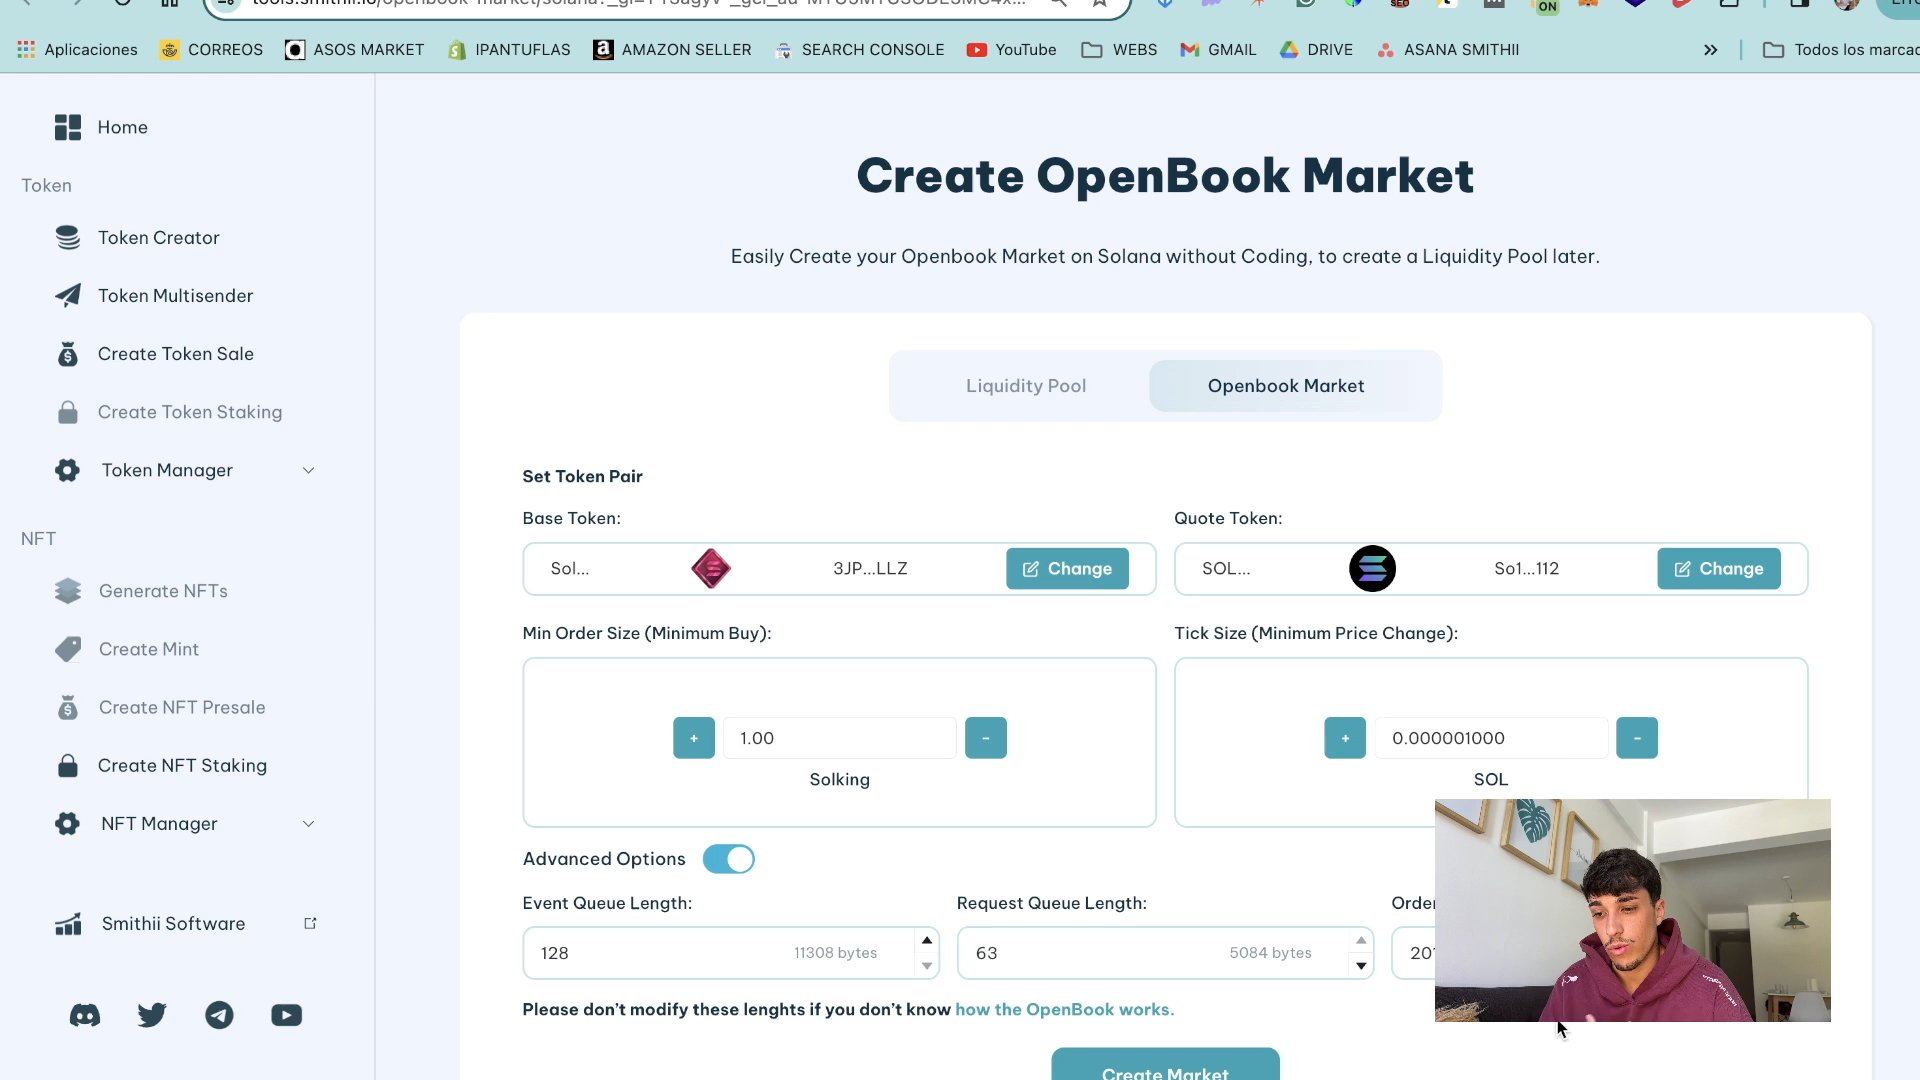 ON
Aplicaciones CORREOS ASOS MARKET IPANTUFLAS AMAZON SELLER SEARCH CONSOLE YouTube WEBS GMAIL DRIVE ASANA SMITHII Todos los marcac
Home
Token
Token Creator
Token Multisender
Create Token Sale
Create Token Staking
Token Manager
NFT
Generate NFTs
Create Mint
Create NFT Presale
Create NFT Staking
NFT Manager
Smithii Software
Create OpenBook Market
Easily Create your Openbook Market on Solana without Coding, to create a Liquidity Pool later.
Liquidity Pool Openbook Market
Set Token Pair
Base Token: Quote Token:
Sol... 3JP...LLZ Change SOL... So1...112 Change
Min Order Size (Minimum Buy): Tick Size (Minimum Price Change):
+ 1.00 - + 0.000001000 -
Solking SOL
Advanced Options
Event Queue Length: Request Queue Length: Order
128 11308 bytes 63 5084 bytes 201
Please don't modify these lenghts if you don't know how the OpenBook works.
Create Market